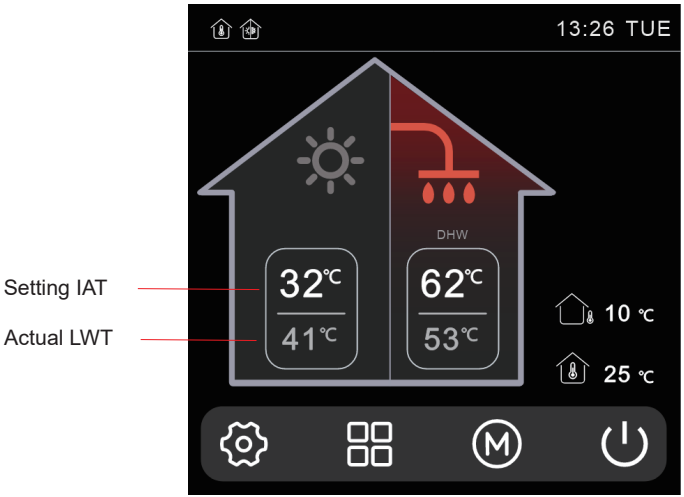 13:26 TUE
DHW
Setting IAT
32℃
62℃
Actual LWT
41℃
53℃
10 ℃
25 ℃
M